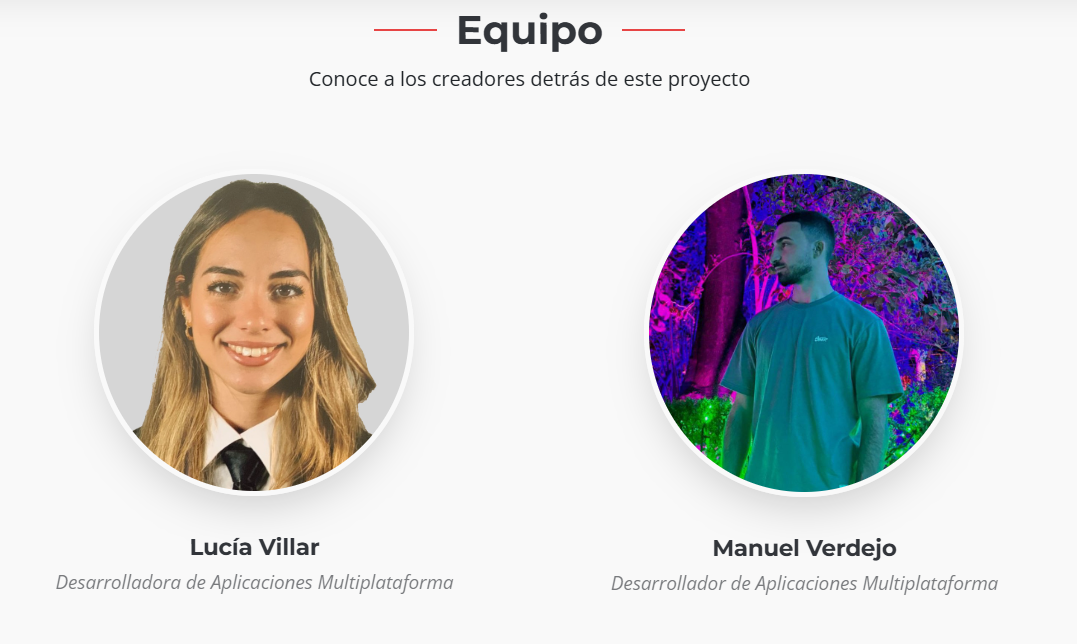 Equipo
Conoce a los creadores detrás de este proyecto
Lucía Villar
Desarrolladora de Aplicaciones Multiplataforma
Manuel Verdejo
Desarrollador de Aplicaciones Multiplataforma